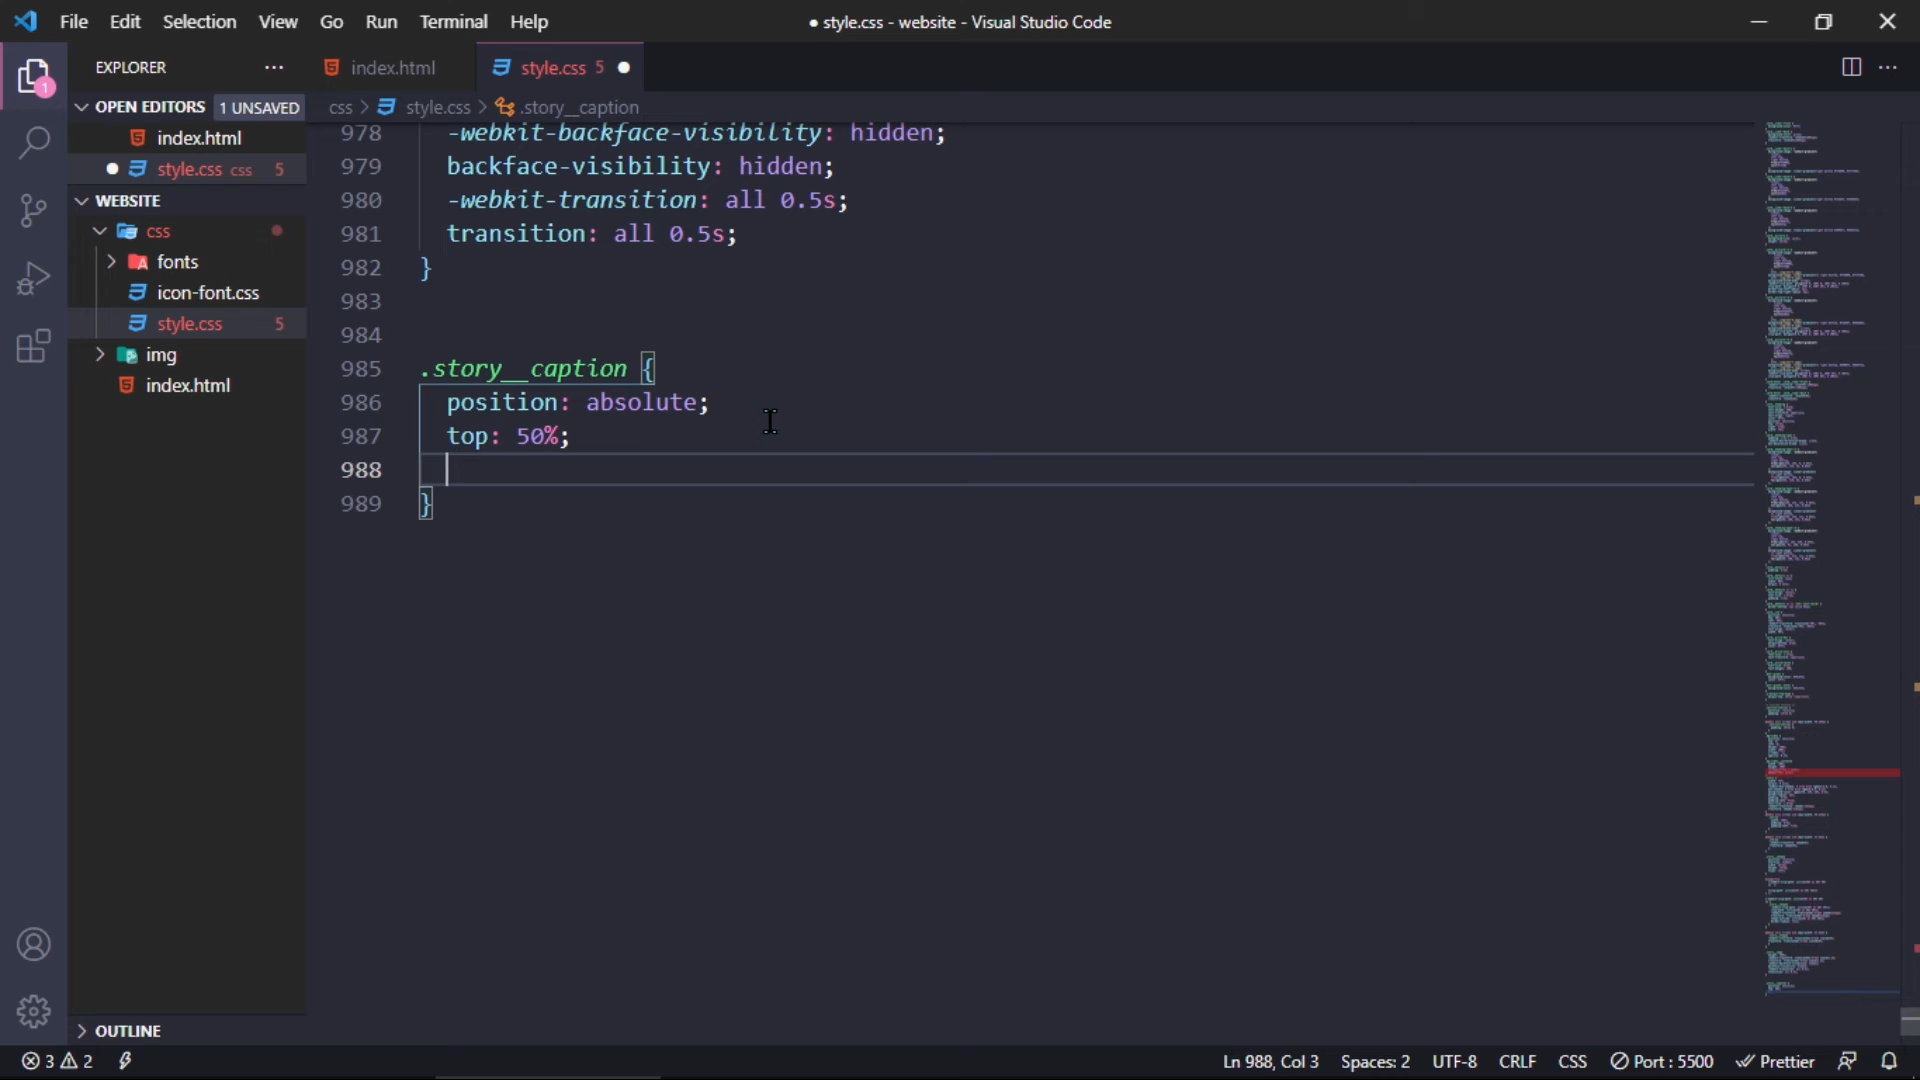 File Edit Selection View Go Run Terminal Help
● style.css - website - Visual Studio Code
EXPLORER
index.html
style.css 5
OPEN EDITORS 1 UNSAVED
css > style.css > .story__caption
index.html
style.css css 5
WEBSITE
css
fonts
icon-font.css
style.css 5
img
index.html
978 -webkit-backface-visibility: hidden;
979 backface-visibility: hidden;
980 -webkit-transition: all 0.5s;
981 transition: all 0.5s;
982 }
983
984
985 .story__caption {
986 position: absolute;
987 top: 50%;
988
989 }
OUTLINE
3 2
Ln 988, Col 3 Spaces: 2 UTF-8 CRLF CSS Port : 5500 Prettier
1